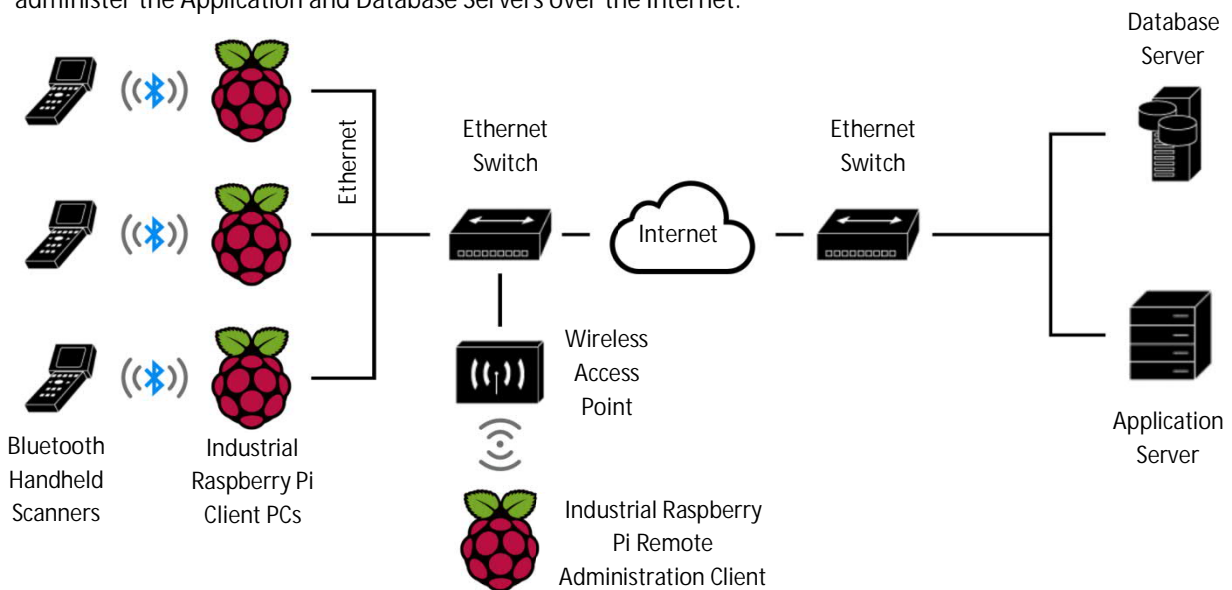 administer the Application and Database Servers over the Internet.
Database
Server
Ethernet
Ethernet
Switch
Internet
Ethernet
Switch
Wireless
Access
Point
Bluetooth
Handheld
Scanners
Industrial
Raspberry Pi
Client PCs
Industrial Raspberry
Pi Remote
Administration Client
Application
Server